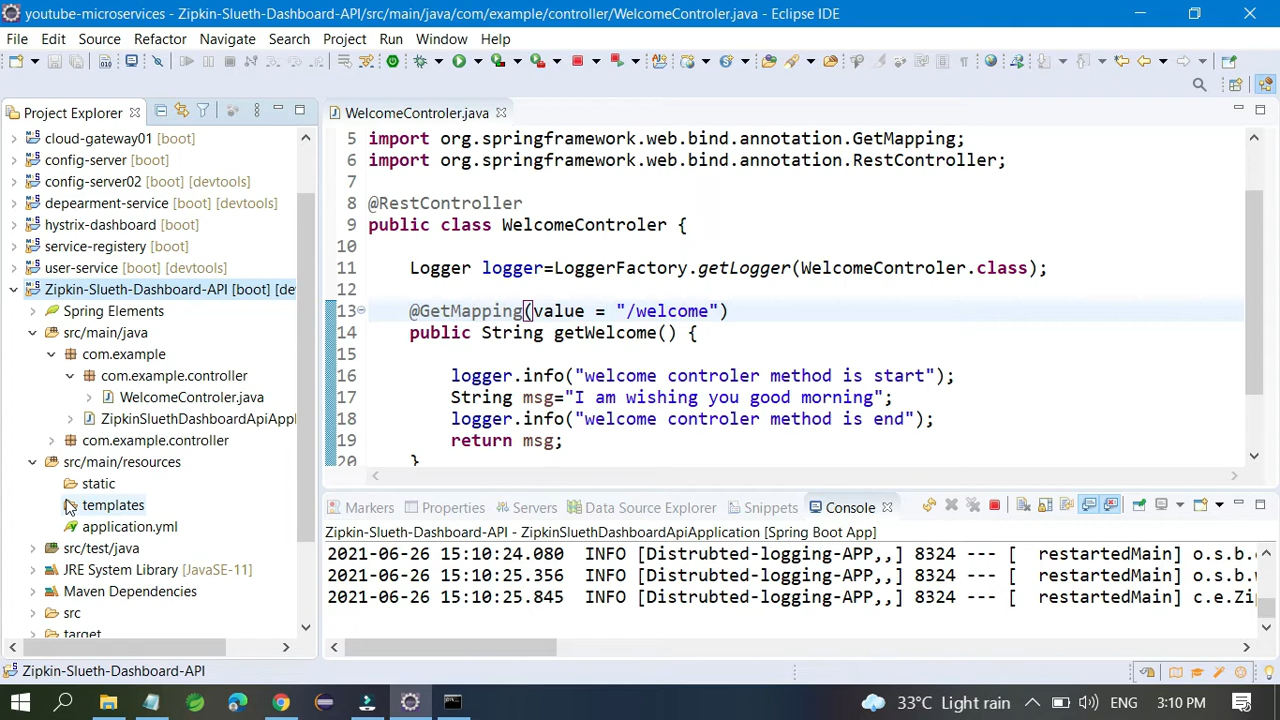 youtube-microservices - Zipkin-Slueth-Dashboard-API/src/main/java/com/example/controller/WelcomeControler.java - Eclipse IDE
File Edit Source Refactor Navigate Search Project Run Window Help
Project Explorer
WelcomeControler.java
cloud-gateway01 [boot]
config-server [boot]
config-server02 [boot] [devtools]
depearment-service [boot] [devtools]
hystrix-dashboard [boot]
service-registery [boot]
user-service [boot] [devtools]
Zipkin-Slueth-Dashboard-API [boot] [de
Spring Elements
src/main/java
com.example
com.example.controller
WelcomeControler.java
ZipkinSluethDashboardApiAppl
com.example.controller
src/main/resources
static
templates
application.yml
src/test/java
JRE System Library [JavaSE-11]
Maven Dependencies
src
target
5 import org.springframework.web.bind.annotation.GetMapping;
6 import org.springframework.web.bind.annotation.RestController;
7
8 @RestController
9 public class WelcomeControler {
10
11 Logger logger=LoggerFactory.getLogger(WelcomeControler.class);
12
13 @GetMapping(value = "/welcome")
14 public String getWelcome() {
15
16 logger.info("welcome controler method is start");
17 String msg="I am wishing you good morning";
18 logger.info("welcome controler method is end");
19 return msg;
20 }
Markers Properties Servers Data Source Explorer Snippets Console
Zipkin-Slueth-Dashboard-API - ZipkinSluethDashboardApiApplication [Spring Boot App]
2021-06-26 15:10:24.080 INFO [Distrubted-logging-APP,,] 8324 --- [ restartedMain] o.s.b.
2021-06-26 15:10:25.356 INFO [Distrubted-logging-APP,,] 8324 --- [ restartedMain] o.s.b.
2021-06-26 15:10:25.845 INFO [Distrubted-logging-APP,,] 8324 --- [ restartedMain] c.e.Zi
Zipkin-Slueth-Dashboard-API
33°C Light rain ENG 3:10 PM